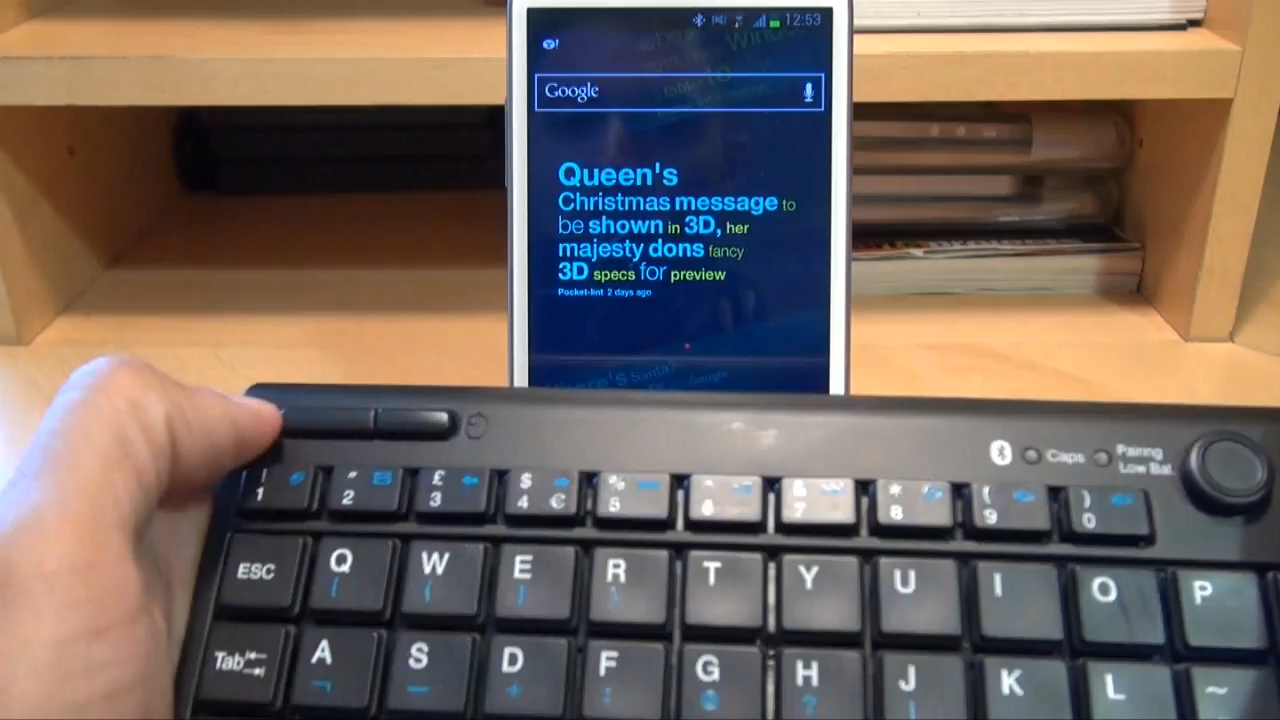 12:53
Google
Queen's
Christmas message to
be shown in 3D, her
majesty dons fancy
3D specs for preview
Pocket-lint 2 days ago
Caps
Pairing
Low Bat.
! 1
" 2
£ 3
$ 4 €
% 5
^ 6
& 7
* 8
( 9
) 0
ESC
Q [
W {
E ]
R }
T
Y
U
I
O
P
Tab
A ¬
S -
D +
F :
G @
H ?
J
K
L
~